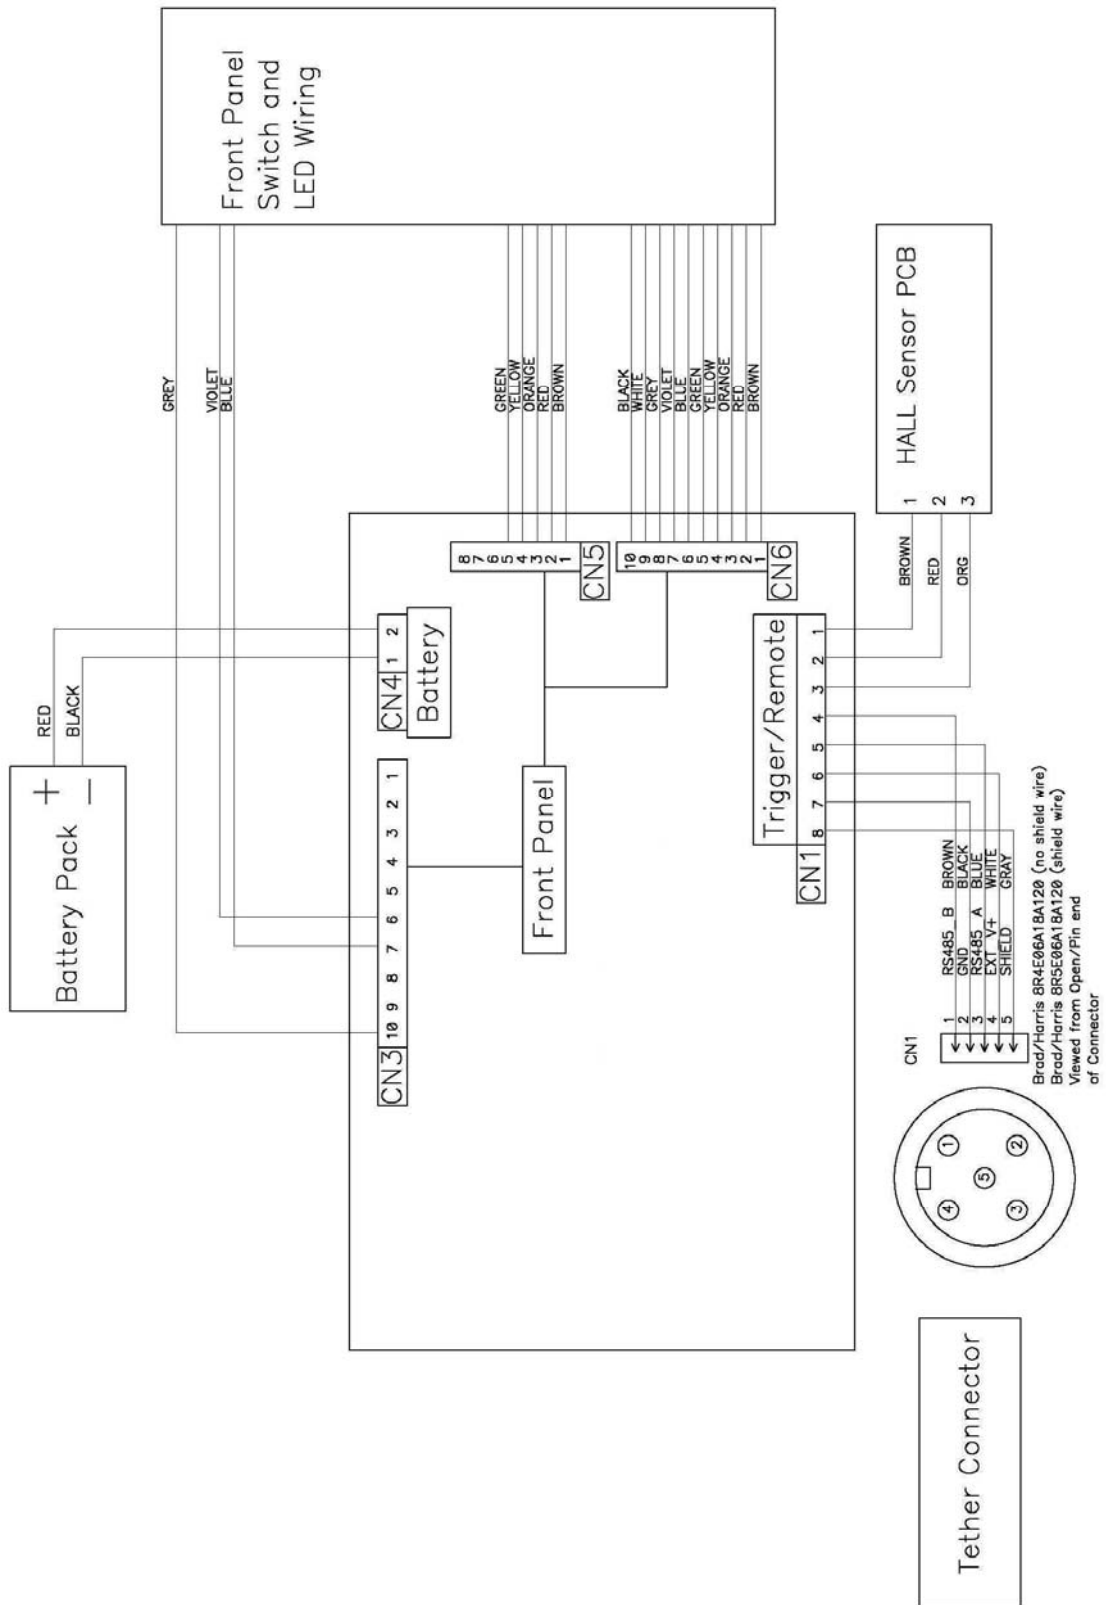 Battery Pack
+
−
RED
BLACK
Front Panel
Switch and
LED Wiring
GREY
VIOLET
BLUE
GREEN
YELLOW
ORANGE
RED
BROWN
BLACK
WHITE
GREY
VIOLET
BLUE
GREEN
YELLOW
ORANGE
RED
BROWN
CN3
10 9 8 7 6 5 4 3 2 1
CN4
1 2
Battery
Front Panel
8
7
6
5
4
3
2
1
CN5
10
9
8
7
6
5
4
3
2
1
CN6
Trigger/Remote
CN1
8 7 6 5 4 3 2 1
HALL Sensor PCB
1
2
3
BROWN
RED
ORG
CN1
1 RS485_B BROWN
2 GND BLACK
3 RS485_A BLUE
4 EXT_V+ WHITE
5 SHIELD GRAY
Brad/Harris 8R4E06A18A120 (no shield wire)
Brad/Harris 8R5E06A18A120 (shield wire)
Viewed from Open/Pin end
of Connector
4 1
5
3 2
Tether Connector